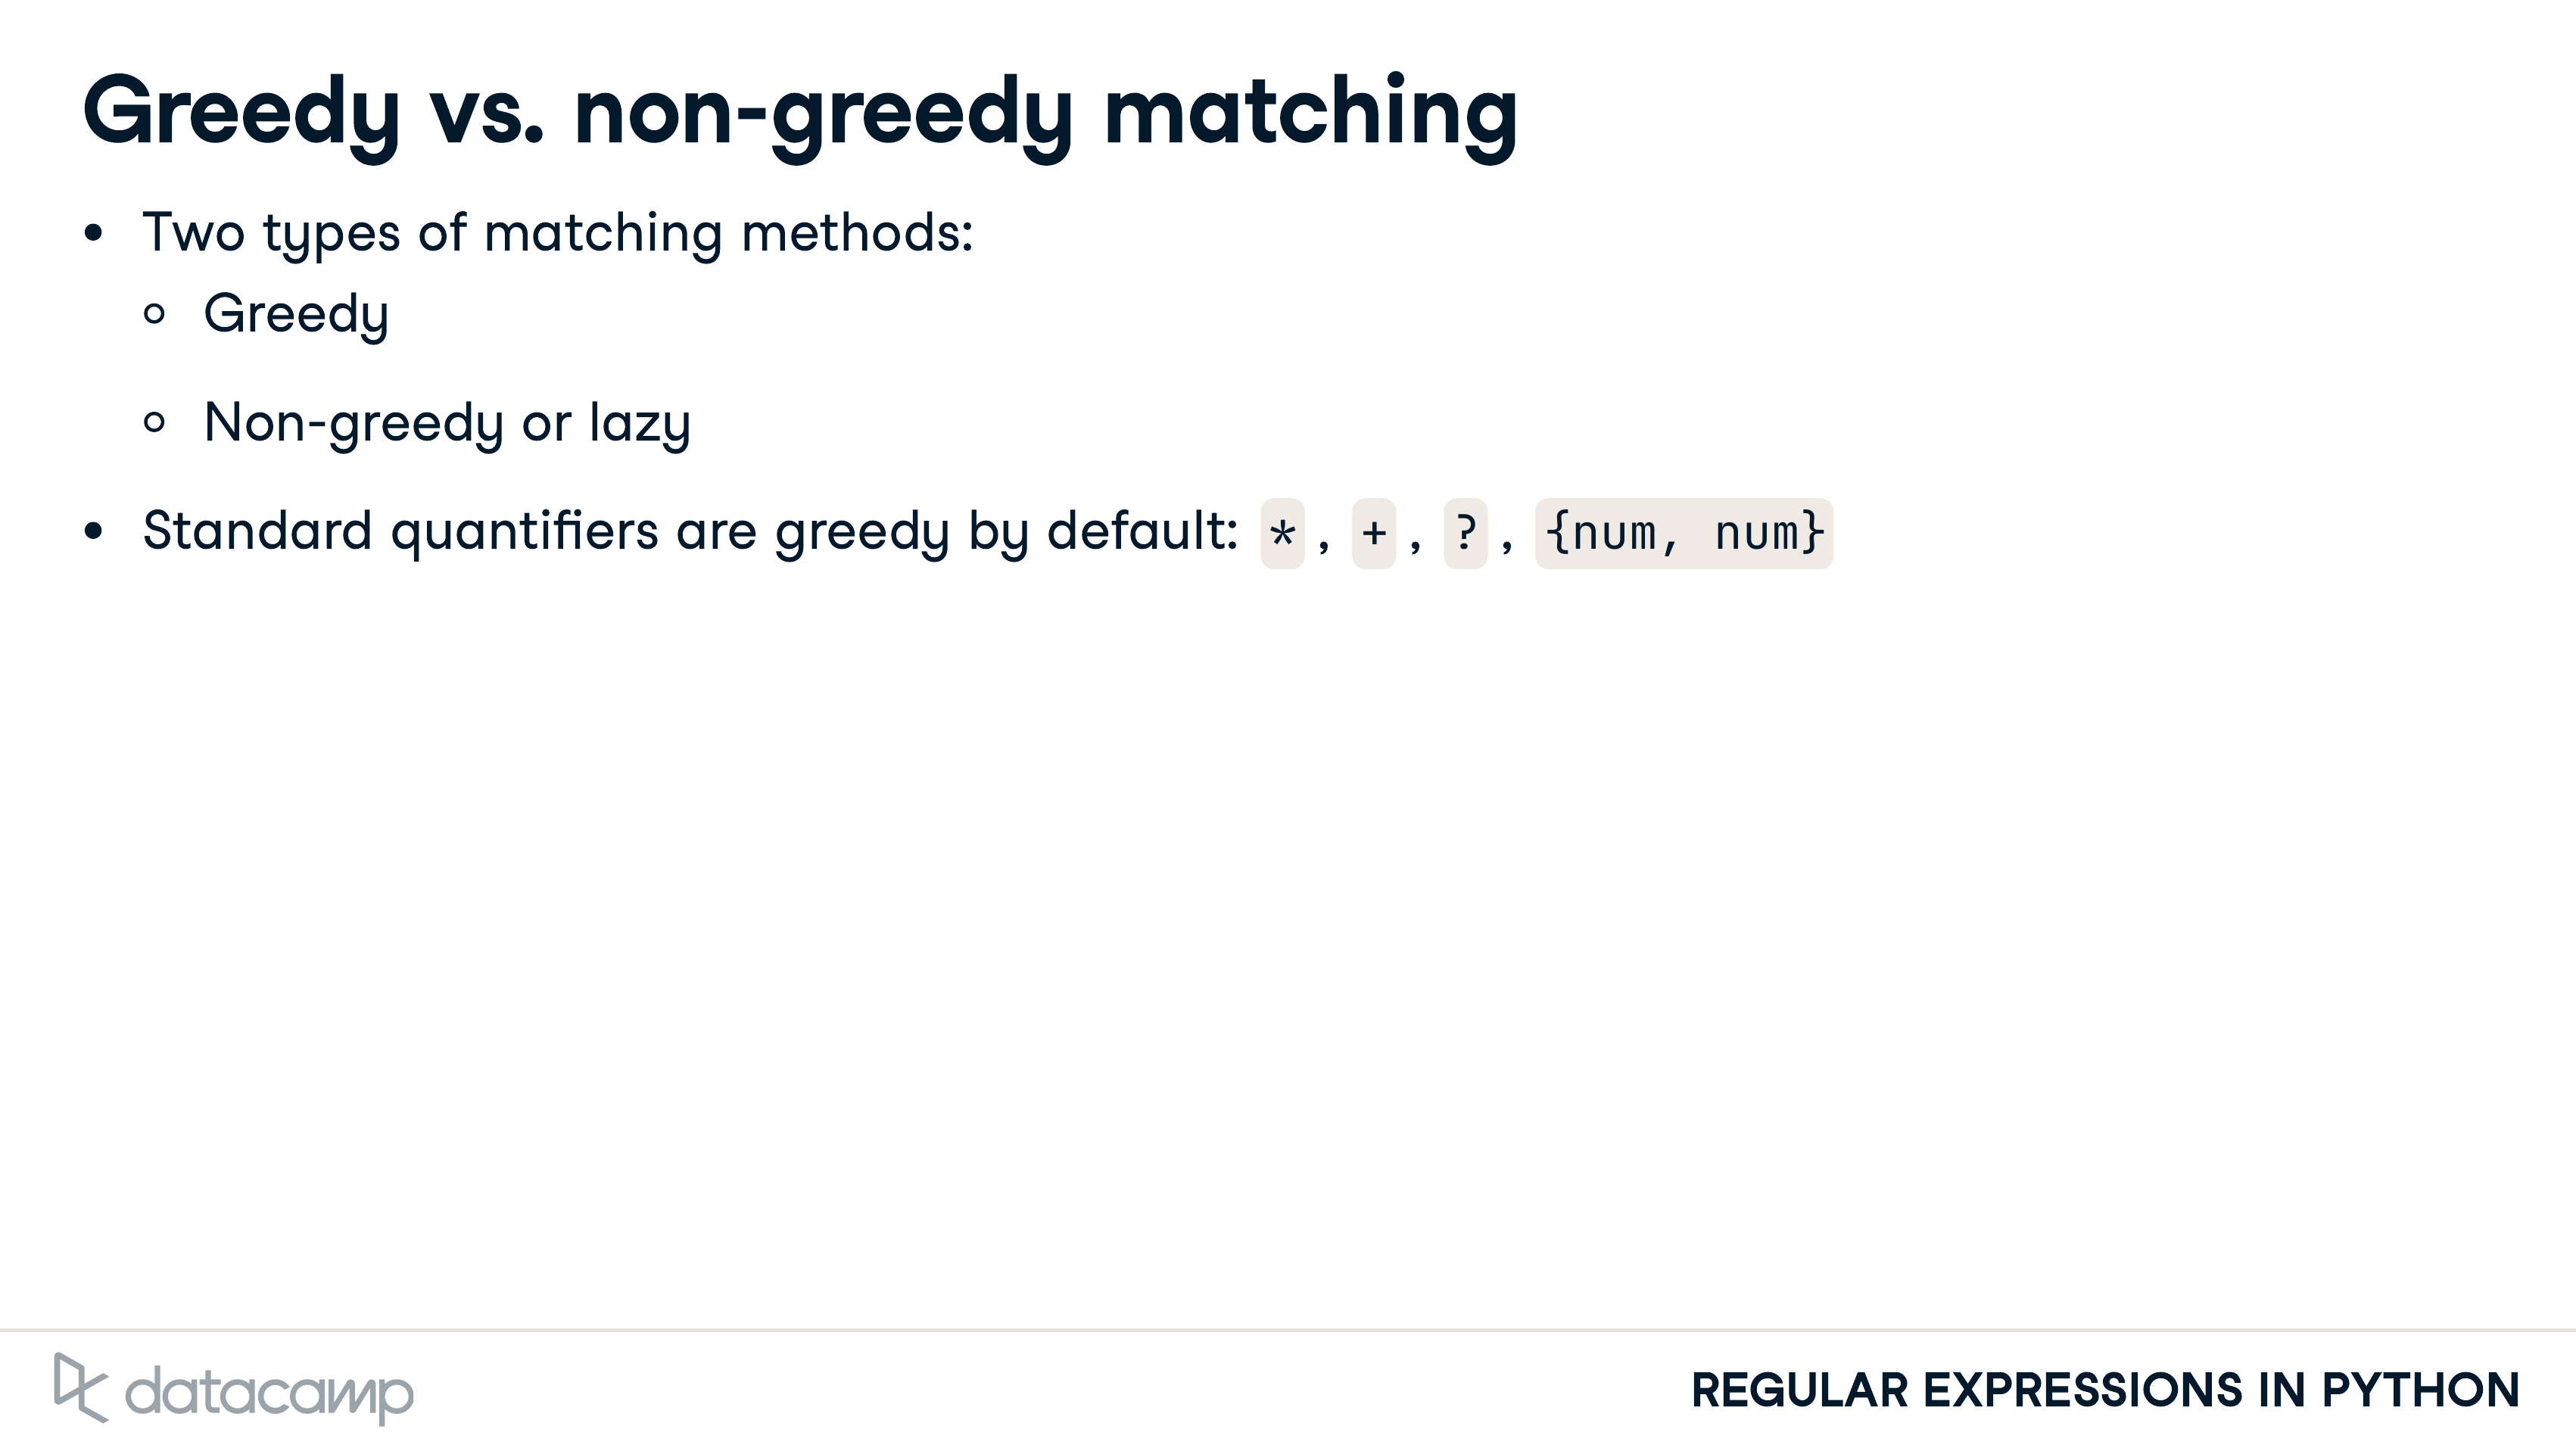 Greedy vs. non-greedy matching
• Two types of matching methods:
○ Greedy
○ Non-greedy or lazy
• Standard quantifiers are greedy by default: * , + , ? , {num, num}
datacamp
REGULAR EXPRESSIONS IN PYTHON